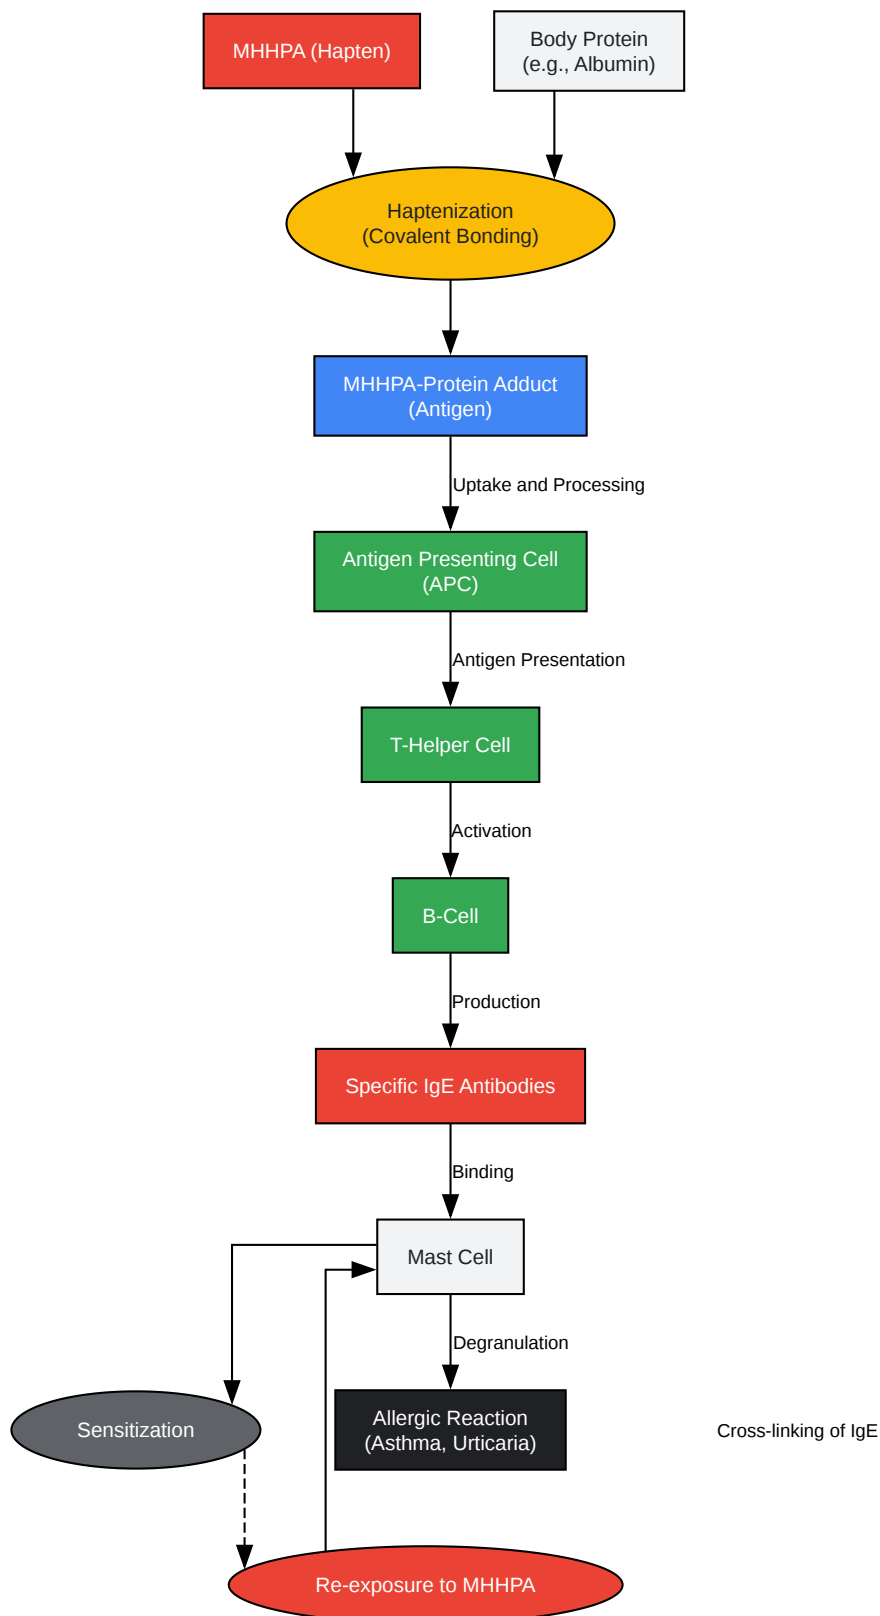 MHHPA (Hapten)
Body Protein
(e.g., Albumin)
Haptenization
(Covalent Bonding)
MHHPA-Protein Adduct
(Antigen)
Uptake and Processing
Antigen Presenting Cell
(APC)
Antigen Presentation
T-Helper Cell
Activation
B-Cell
Production
Specific IgE Antibodies
Binding
Mast Cell
Degranulation
Sensitization
Allergic Reaction
(Asthma, Urticaria)
Cross-linking of IgE
Re-exposure to MHHPA